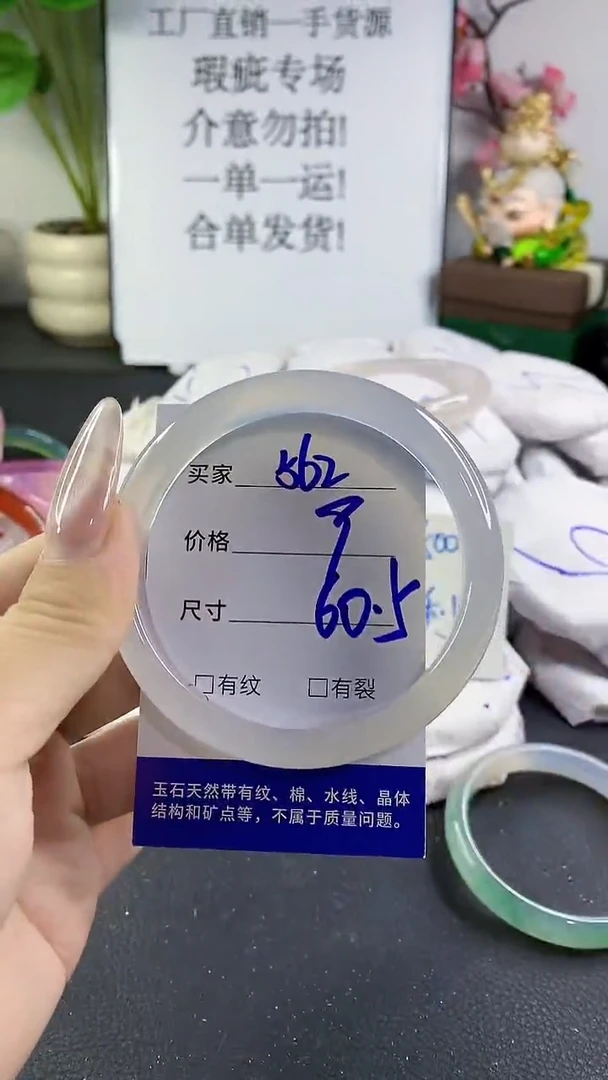 工厂直销一手货源
瑕疵专场
介意勿拍!
一单一运!
合单发货!
买家 562
价格
尺寸 60.5
□有纹 □有裂
玉石天然带有纹、棉、水线、晶体
结构和矿点等，不属于质量问题。